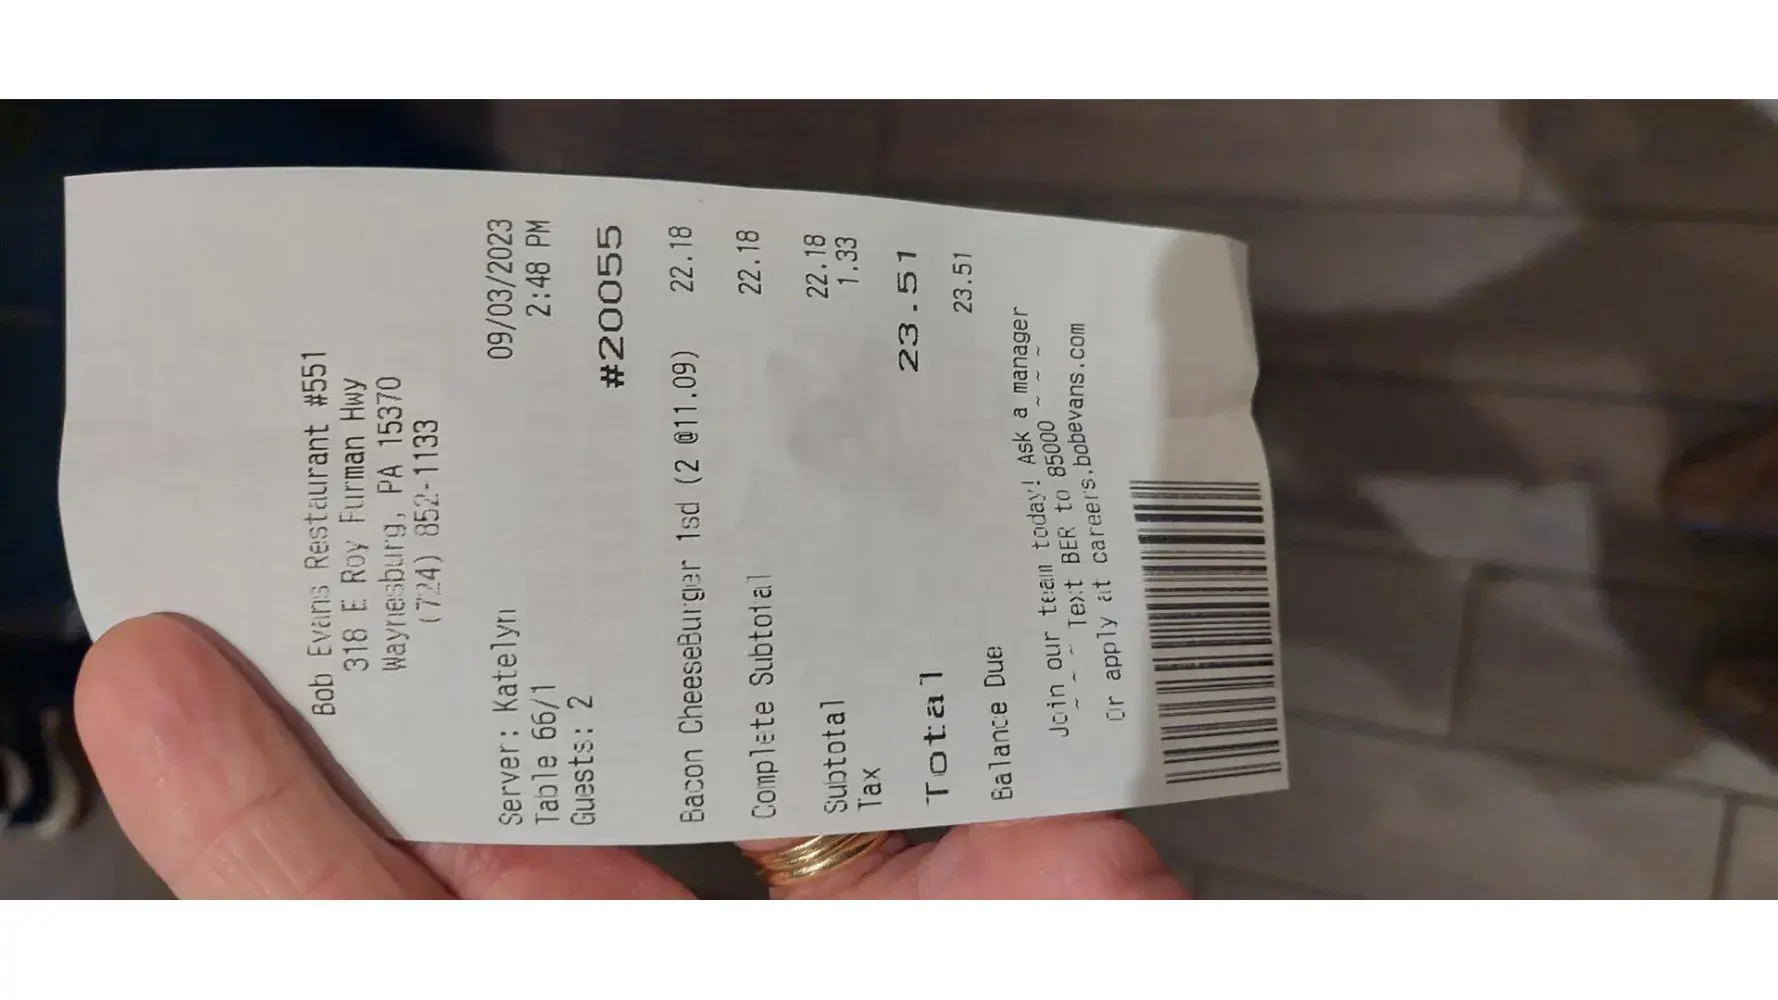 Bob Evans Restaurant #551
318 E Roy Furman Hwy
Waynesburg, PA 15370
(724) 852-1133
09/03/2023
Server: Katelyn 2:48 PM
Table 66/1
Guests: 2 #20055
Bacon CheeseBurger 1sd (2 @11.09) 22.18
Complete Subtotal 22.18
Subtotal 22.18
Tax 1.33
Total 23.51
Balance Due 23.51
Join our team today! Ask a manager
~ ~ ~ Text BER to 85000 ~ ~ ~
Or apply at careers.bobevans.com